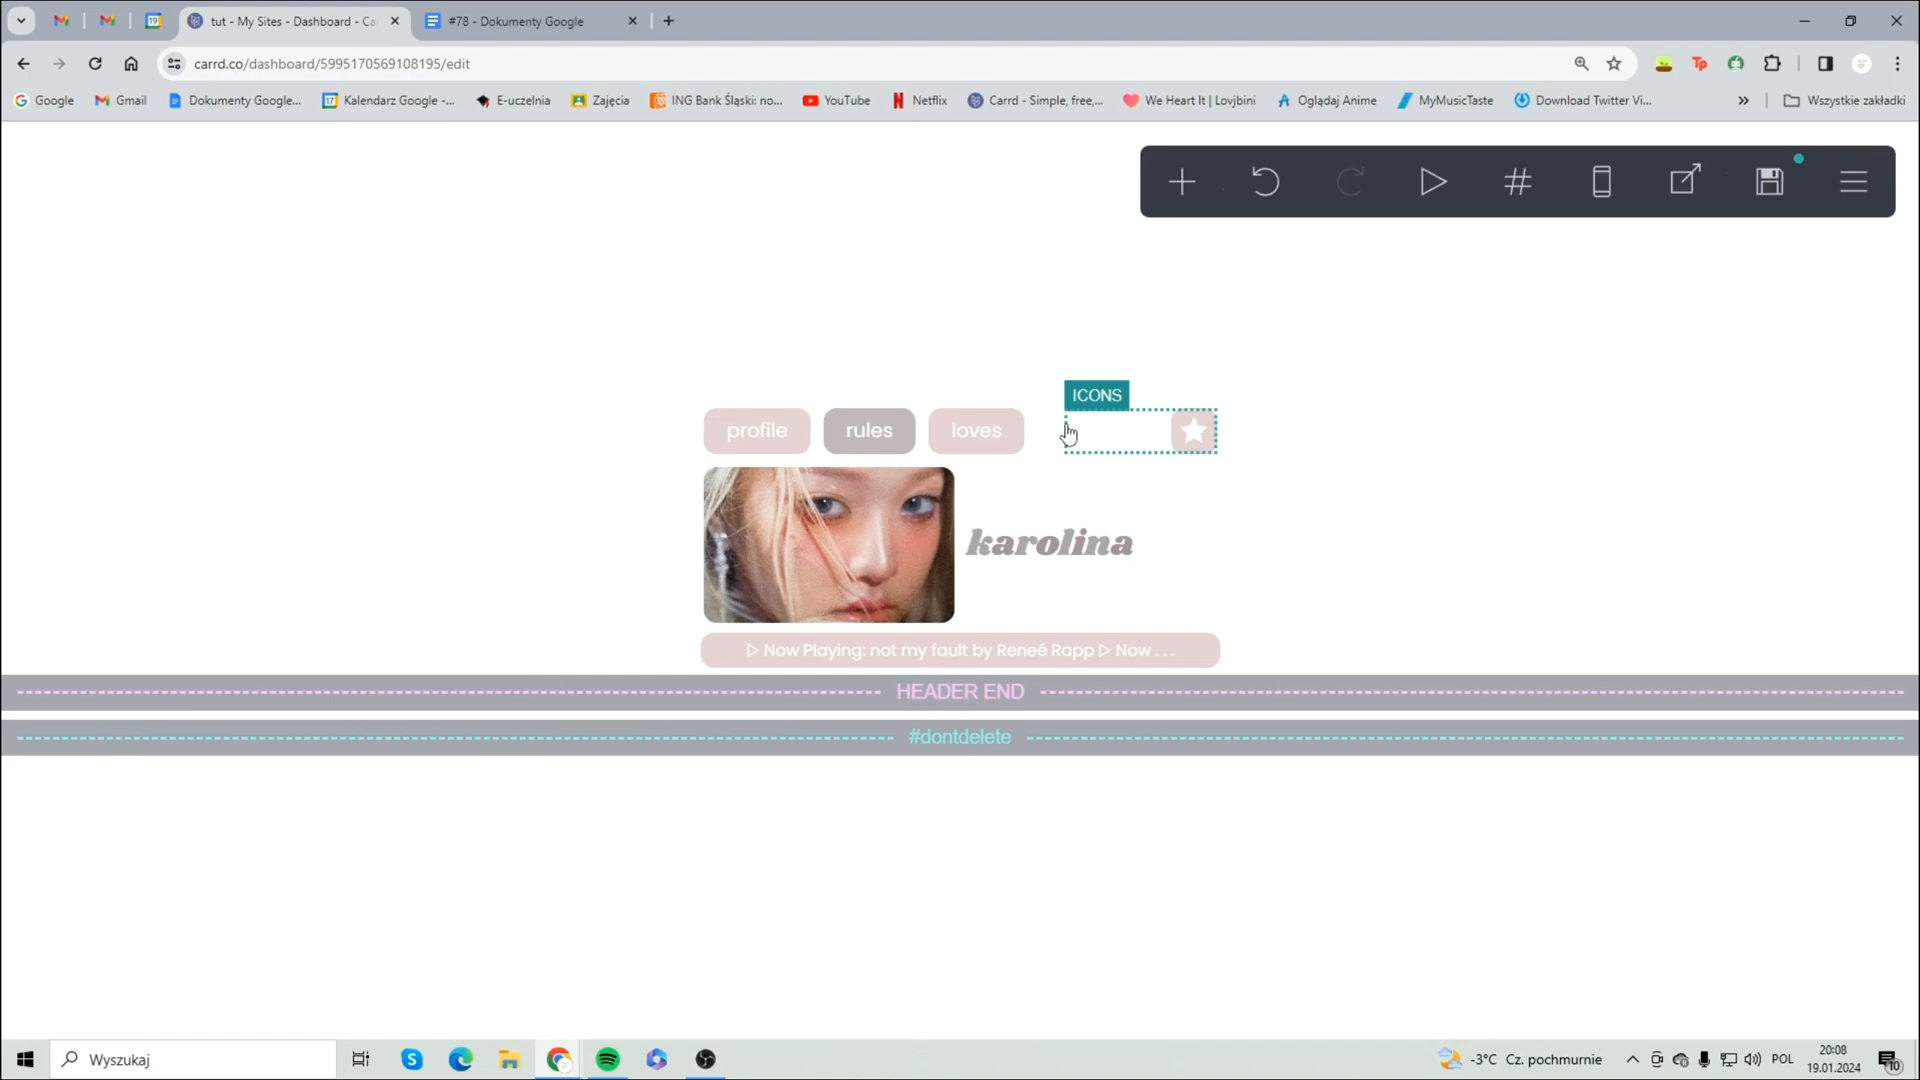 tut - My Sites - Dashboard - Ca
#78 - Dokumenty Google
carrd.co/dashboard/5995170569108195/edit
Google
Gmail
Dokumenty Google...
Kalendarz Google -...
E-uczelnia
Zajęcia
ING Bank Śląski: no...
YouTube
Netflix
Carrd - Simple, free,...
We Heart It | Lovjbini
Oglądaj Anime
MyMusicTaste
Download Twitter Vi...
»
Wszystkie zakładki
ICONS
profile
rules
loves
karolina
▷ Now Playing: not my fault by Reneé Rapp ▷ Now . . .
HEADER END
#dontdelete
Wyszukaj
-3°C Cz. pochmurnie
POL
20:08
19.01.2024
10